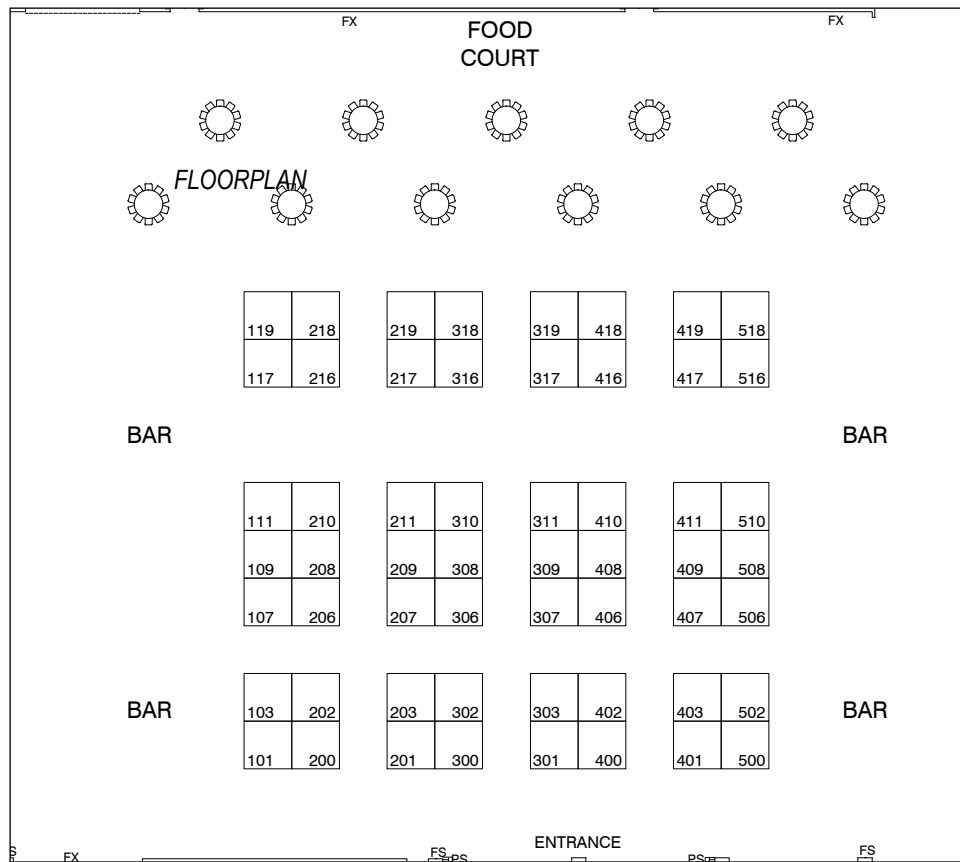 FX
FX
FOOD
COURT
FLOORPLAN
119 218 219 318 319 418 419 518
117 216 217 316 317 416 417 516
BAR BAR
111 210 211 310 311 410 411 510
109 208 209 308 309 408 409 508
107 206 207 306 307 406 407 506
103 202 203 302 303 402 403 502
BAR BAR
101 200 201 300 301 400 401 500
ENTRANCE
S FX FS PS PS FS